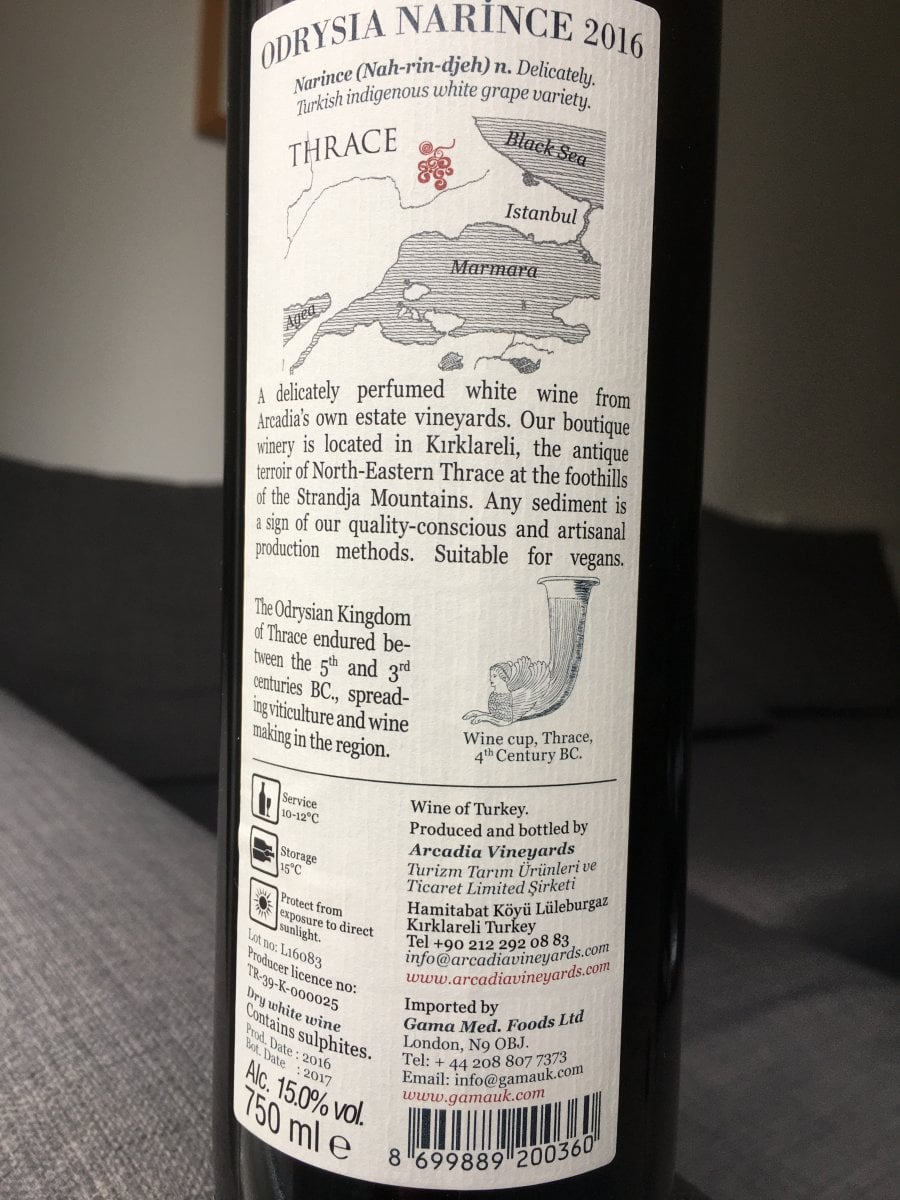 ODRYSIA NARİNCE 2016
Narince (Nah-rin-djeh) n. Delicately.
Turkish indigenous white grape variety.
THRACE
Black Sea
Istanbul
Marmara
Agea
A delicately perfumed white wine from
Arcadia's own estate vineyards. Our boutique
winery is located in Kırklareli, the antique
terroir of North-Eastern Thrace at the foothills
of the Strandja Mountains. Any sediment is
a sign of our quality-conscious and artisanal
production methods. Suitable for vegans.
The Odrysian Kingdom
of Thrace endured be-
tween the 5th and 3rd
centuries BC., spread-
ing viticulture and wine
making in the region.
Wine cup, Thrace,
4th Century BC.
Service
10-12°C
Storage
15°C
Protect from
exposure to direct
sunlight.
Lot no: L16083
Producer licence no:
TR-39-K-000025
Dry white wine
Contains sulphites.
Prod. Date : 2016
Bot. Date : 2017
Alc. 15.0% vol.
750 ml e
Wine of Turkey.
Produced and bottled by
Arcadia Vineyards
Turizm Tarım Ürünleri ve
Ticaret Limited Şirketi
Hamitabat Köyü Lüleburgaz
Kırklareli Turkey
Tel +90 212 292 08 83
info@arcadiavineyards.com
www.arcadiavineyards.com
Imported by
Gama Med. Foods Ltd
London, N9 OBJ.
Tel: + 44 208 807 7373
Email: info@gamauk.com
www.gamauk.com
8 699889 200360